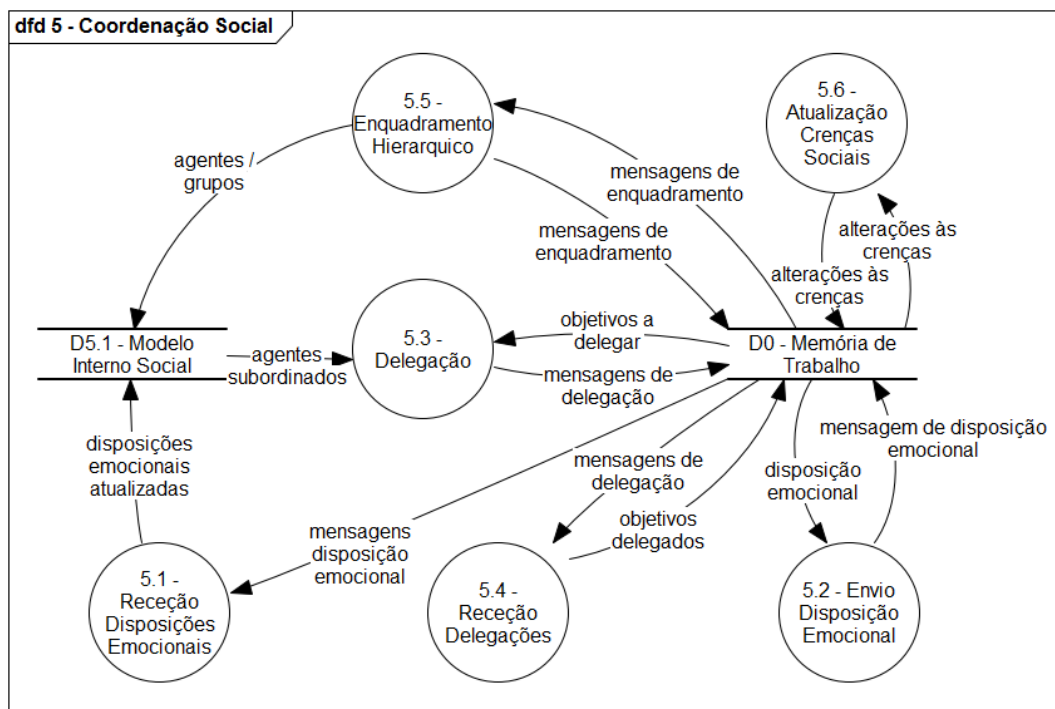 dfd 5 - Coordenação Social
5.5 -
Enquadramento
Hierarquico
5.6 -
Atualização
Crenças
Sociais
agentes /
grupos
mensagens de
enquadramento
mensagens de
enquadramento
alterações às
crenças
alterações às
crenças
D5.1 - Modelo
Interno Social
agentes
subordinados
5.3 -
Delegação
objetivos a
delegar
mensagens de
delegação
D0 - Memória de
Trabalho
disposições
emocionais
atualizadas
mensagens
disposição
emocional
mensagens de
delegação
objetivos
delegados
disposição
emocional
mensagem de disposição
emocional
5.1 -
Receção
Disposições
Emocionais
5.4 -
Receção
Delegações
5.2 - Envio
Disposição
Emocional